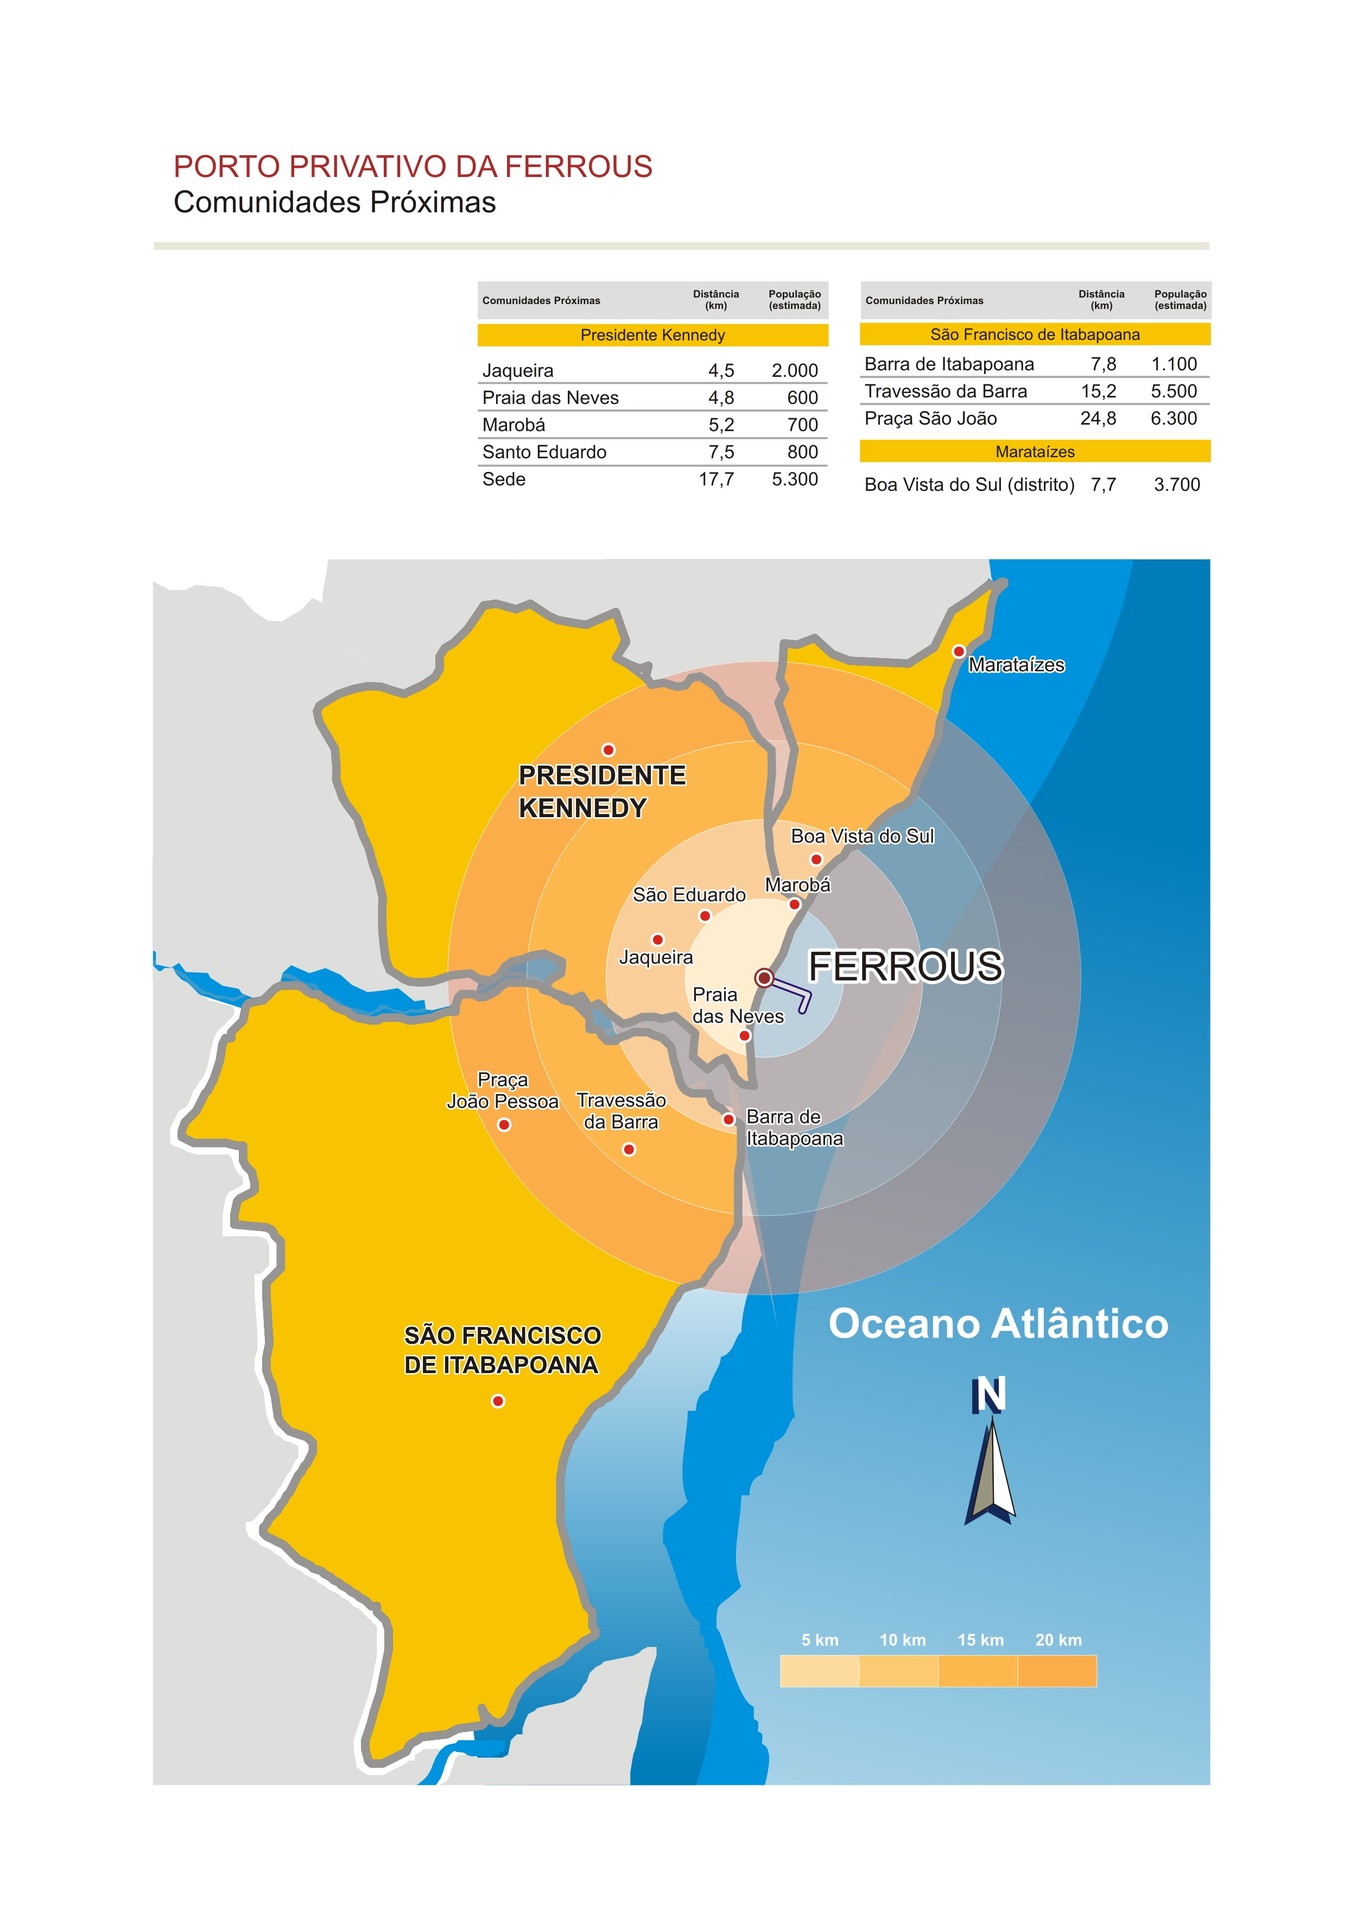 PORTO PRIVATIVO DA FERROUS
Comunidades Próximas
Comunidades Próximas Distância (km) População (estimada)
Presidente Kennedy
Jaqueira 4,5 2.000
Praia das Neves 4,8 600
Marobá 5,2 700
Santo Eduardo 7,5 800
Sede 17,7 5.300
Comunidades Próximas Distância (km) População (estimada)
São Francisco de Itabapoana
Barra de Itabapoana 7,8 1.100
Travessão da Barra 15,2 5.500
Praça São João 24,8 6.300
Marataízes
Boa Vista do Sul (distrito) 7,7 3.700
Marataízes
PRESIDENTE
KENNEDY
Boa Vista do Sul
Marobá
São Eduardo
Jaqueira
FERROUS
Praia
das Neves
Praça
João Pessoa
Travessão
da Barra
Barra de
Itabapoana
Oceano Atlântico
SÃO FRANCISCO
DE ITABAPOANA
N
5 km 10 km 15 km 20 km